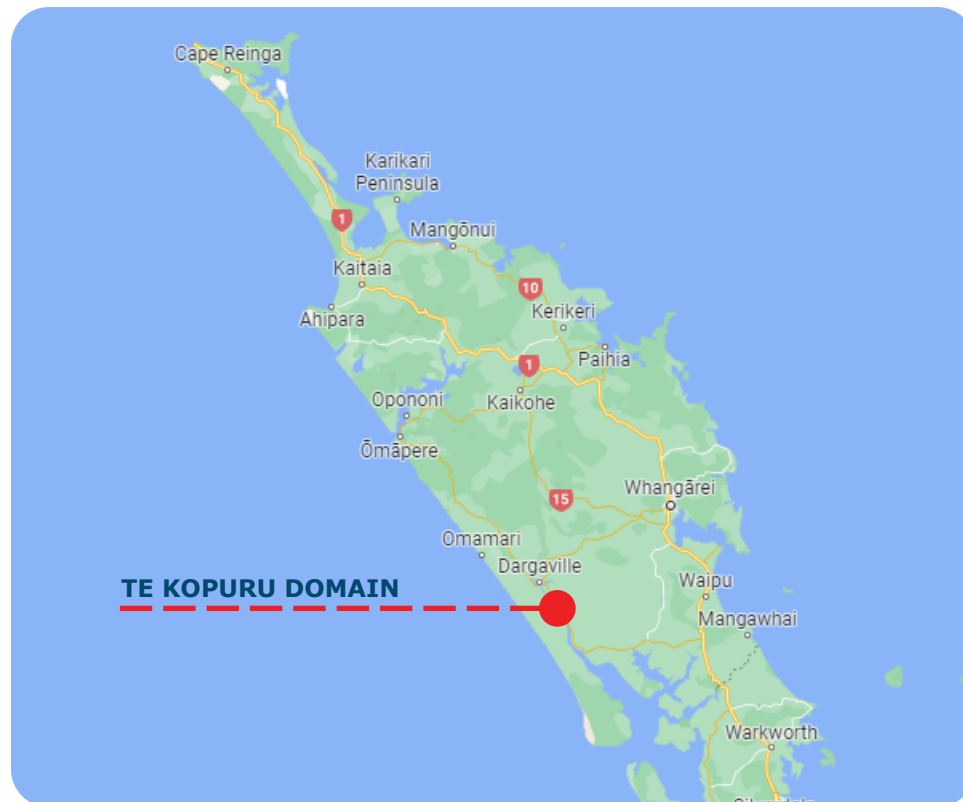 Cape Reinga
Karikari
Peninsula
1
Mangōnui
Kaitaia
10
Ahipara
Kerikeri
1
Paihia
Opononi
Kaikohe
Ōmāpere
Whangārei
15
Omamari
Dargaville
Waipu
TE KOPURU DOMAIN
Mangawhai
Warkworth